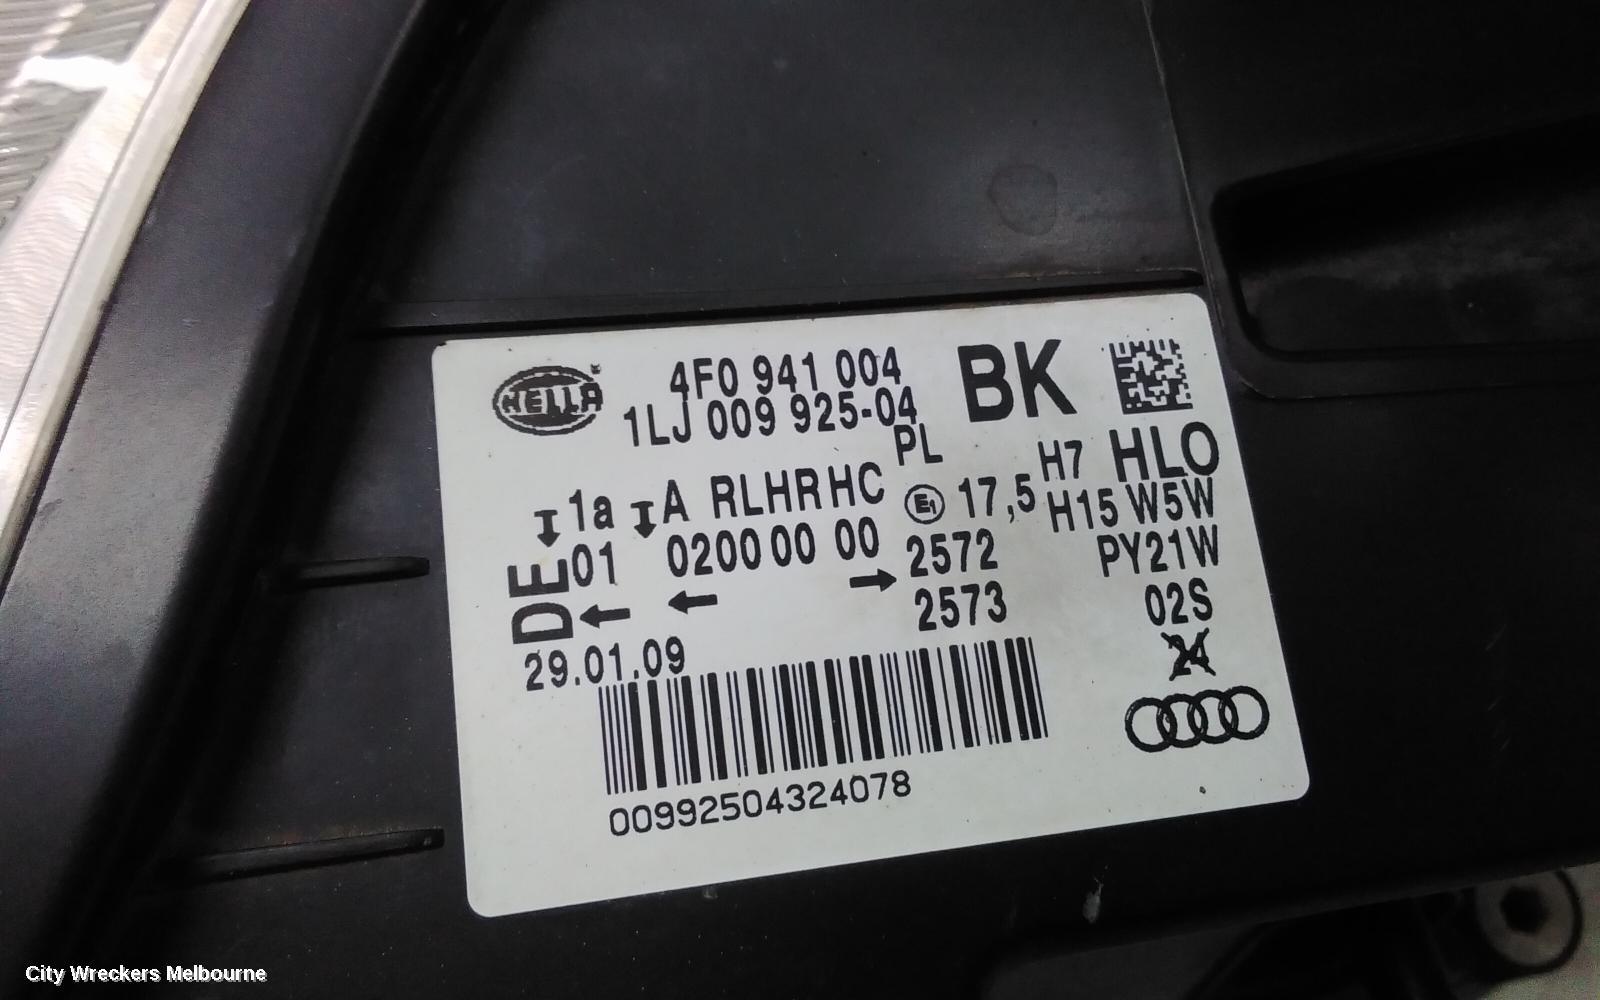 HELLA
4F0 941 004
1LJ 009 925-04
BK
PL
H7 HLO
1a A RLHR HC E1 17,5 H15 W5W
DE 01 0200 00 00 2572 PY21W
2573 02S
29.01.09
00992504324078
City Wreckers Melbourne